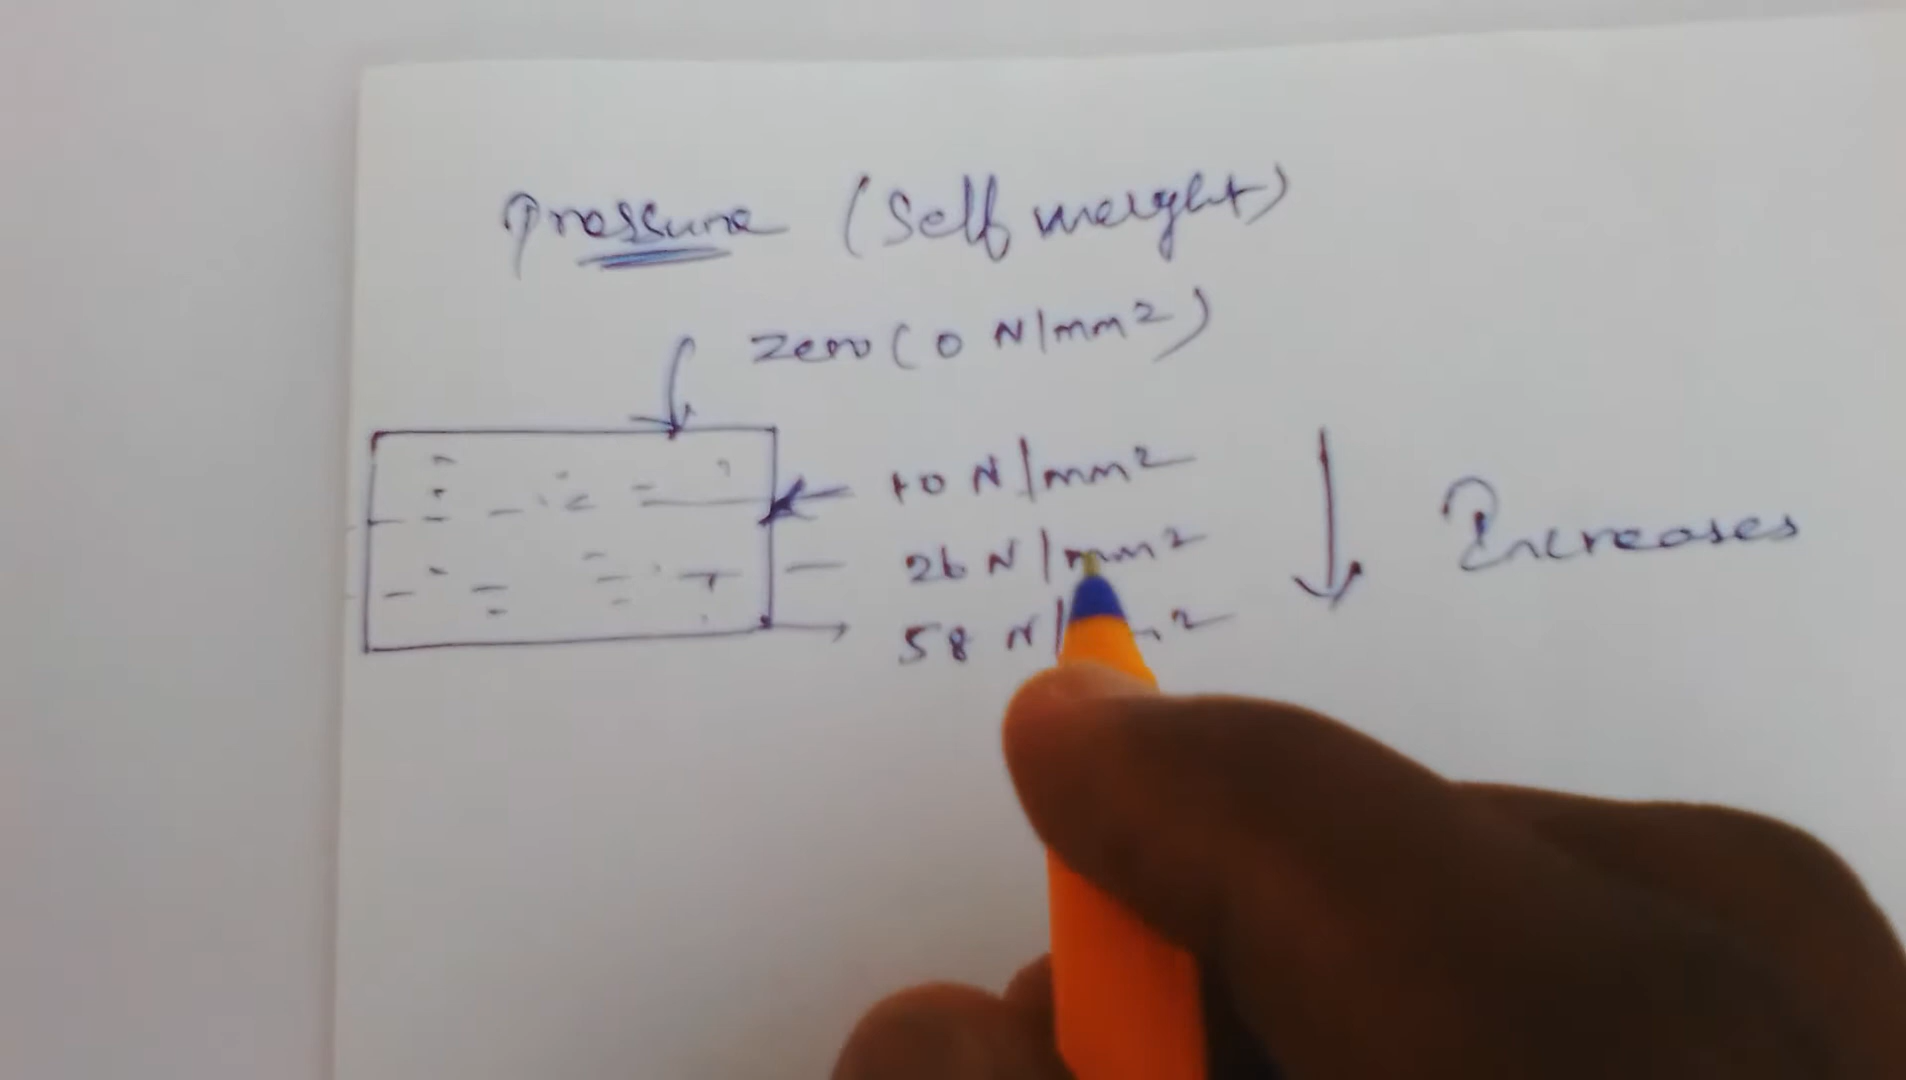 Pressure (Self weight)
Zero (0 N/mm²)
10 N/mm²
26 N/mm²
58 N/
Increases